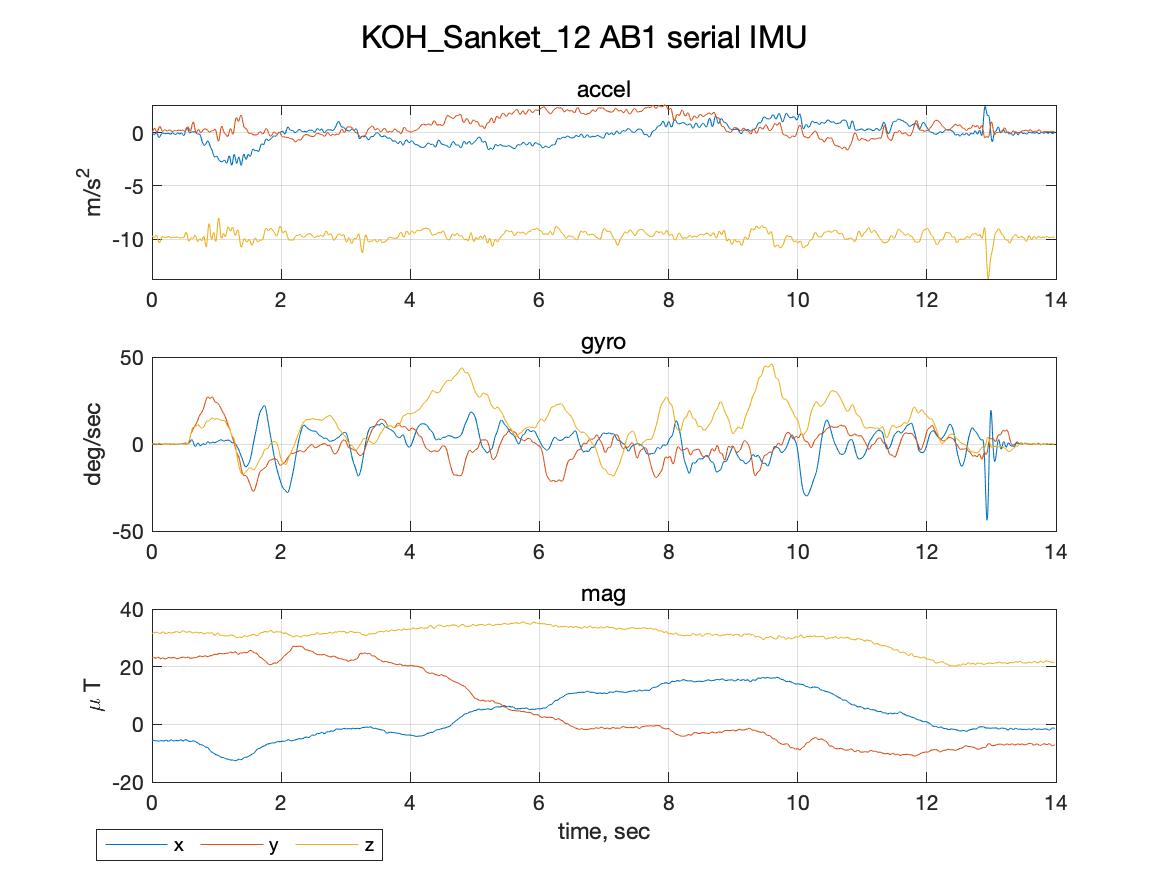 KOH_Sanket_12 AB1 serial IMU
accel
0
-5
-10
m/s2
0 2 4 6 8 10 12 14
gyro
50
0
-50
deg/sec
0 2 4 6 8 10 12 14
mag
40
20
0
-20
μ T
0 2 4 6 8 10 12 14
time, sec
x y z